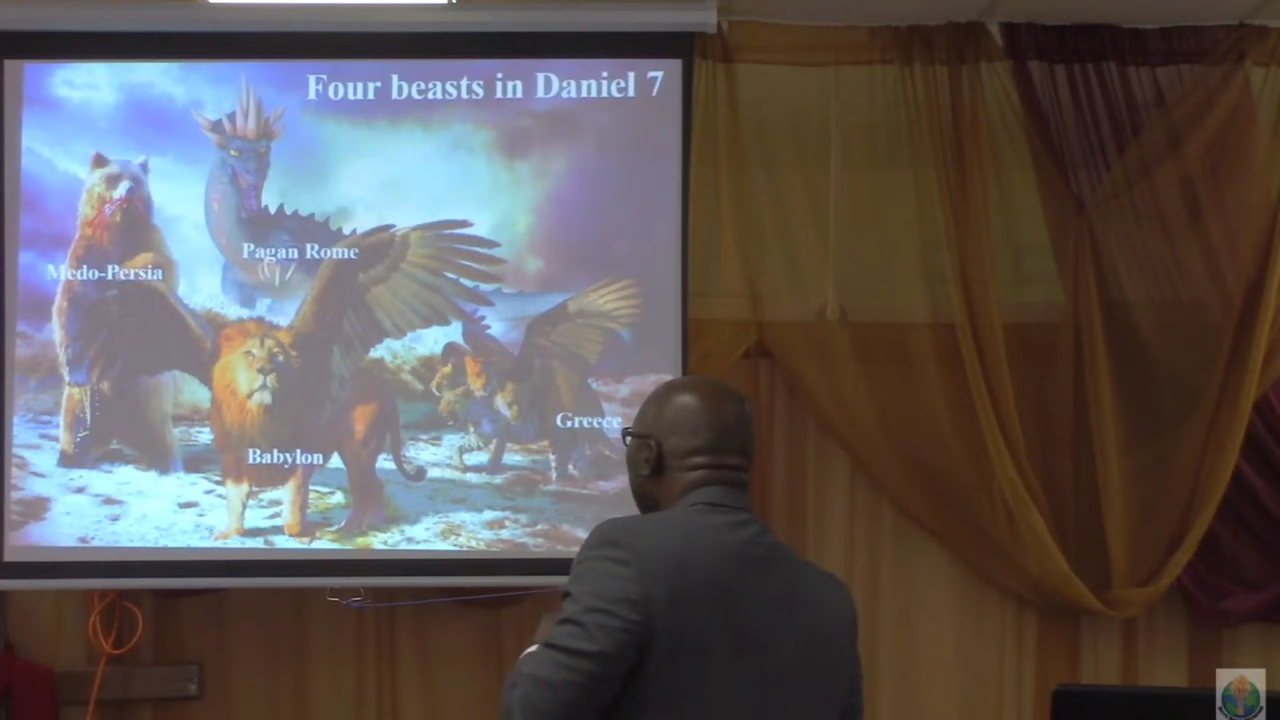 Four beasts in Daniel 7
Pagan Rome
Medo-Persia
Greece
Babylon